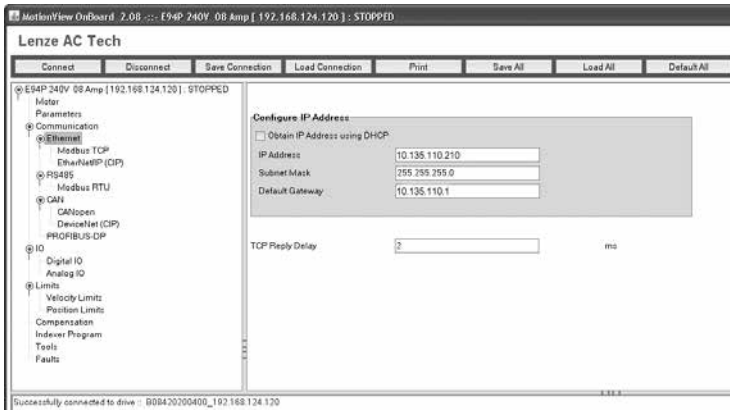 MotionView OnBoard 2.08 -::- E94P 240V 08 Amp [ 192.168.124.120 ] : STOPPED
Lenze AC Tech
Connect Disconnect Save Connection Load Connection Print Save All Load All Default All
E94P 240V 08 Amp [192.168.124.120] : STOPPED
Motor
Parameters
Communication
Ethernet
Modbus TCP
EtherNet/IP (CIP)
RS485
Modbus RTU
CAN
CANopen
DeviceNet (CIP)
PROFIBUS-DP
IO
Digital IO
Analog IO
Limits
Velocity Limits
Position Limits
Compensation
Indexer Program
Tools
Faults
Configure IP Address
Obtain IP Address using DHCP
IP Address 10.135.110.210
Subnet Mask 255.255.255.0
Default Gateway 10.135.110.1
TCP Reply Delay 2 ms
Successfully connected to drive :: B08420200400_192.168.124.120